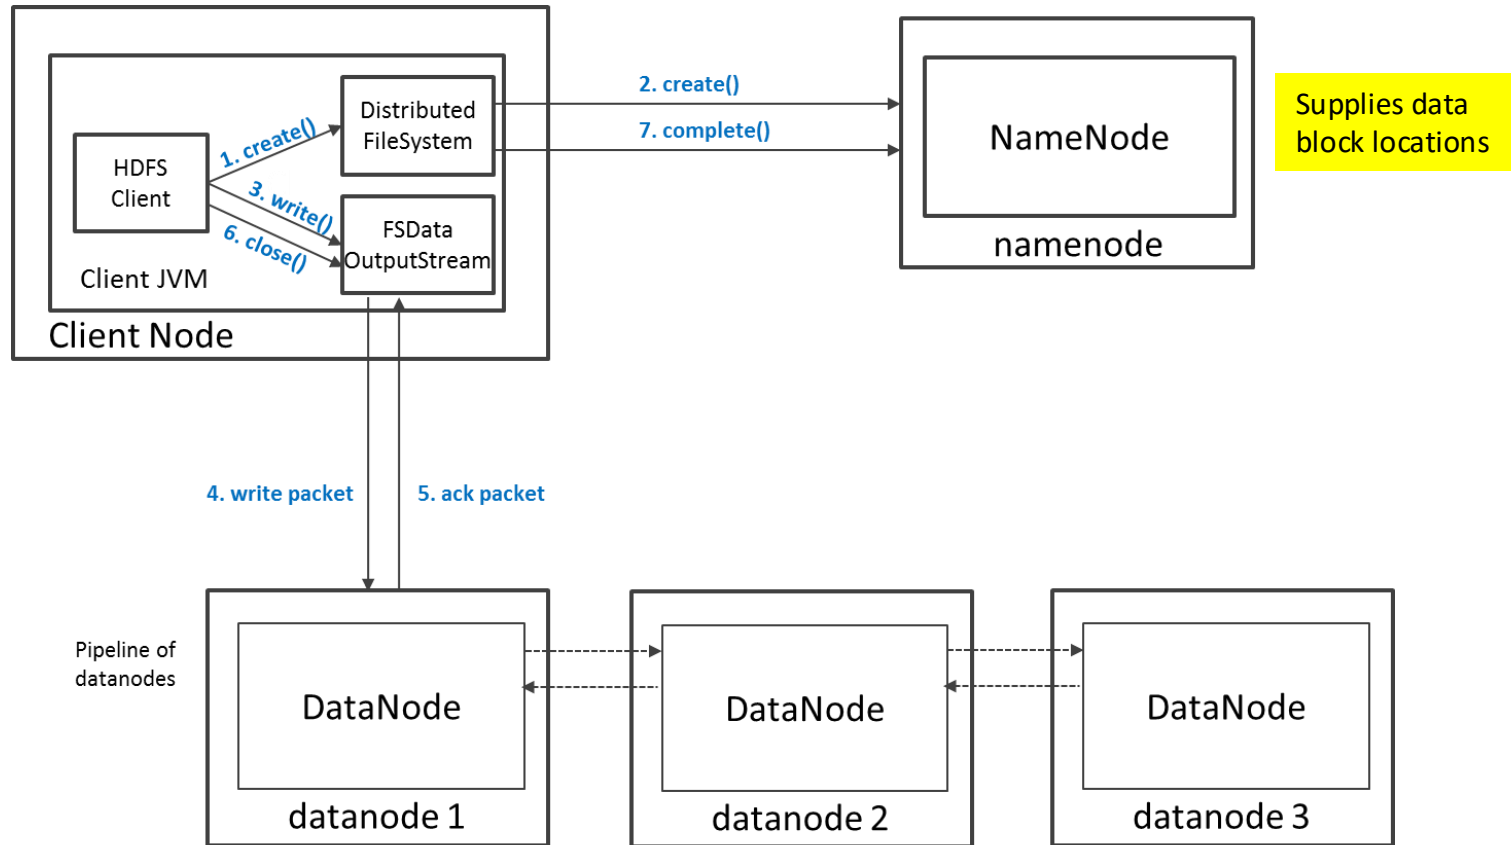 Distributed
FileSystem
HDFS
Client
1. create()
3. write()
6. close()
FSData
OutputStream
Client JVM
Client Node
2. create()
7. complete()
NameNode
namenode
Supplies data
block locations
4. write packet
5. ack packet
Pipeline of
datanodes
DataNode
datanode 1
DataNode
datanode 2
DataNode
datanode 3